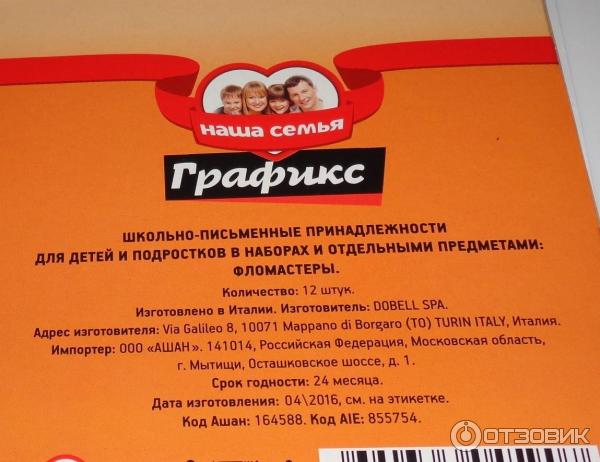 наша семья
Графикс
ШКОЛЬНО-ПИСЬМЕННЫЕ ПРИНАДЛЕЖНОСТИ
ДЛЯ ДЕТЕЙ И ПОДРОСТКОВ В НАБОРАХ И ОТДЕЛЬНЫМИ ПРЕДМЕТАМИ:
ФЛОМАСТЕРЫ.
Количество: 12 штук.
Изготовлено в Италии. Изготовитель: DOBELL SPA.
Адрес изготовителя: Via Galileo 8, 10071 Mappano di Borgaro (TO) TURIN ITALY, Италия.
Импортер: ООО «АШАН». 141014, Российская Федерация, Московская область,
г. Мытищи, Осташковское шоссе, д. 1.
Срок годности: 24 месяца.
Дата изготовления: 04\2016, см. на этикетке.
Код Ашан: 164588. Код AIE: 855754.
ОТЗОВИК